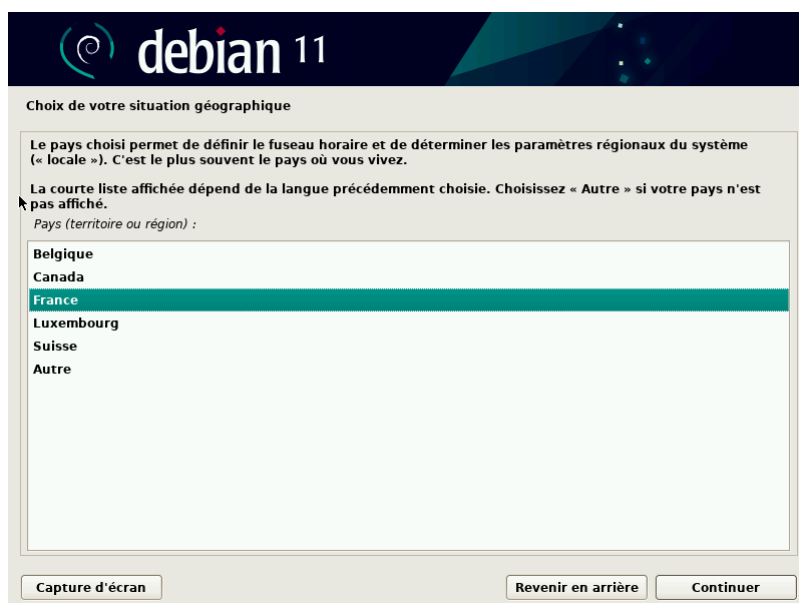 debian 11
Choix de votre situation géographique
Le pays choisi permet de définir le fuseau horaire et de déterminer les paramètres régionaux du système
(« locale »). C'est le plus souvent le pays où vous vivez.
La courte liste affichée dépend de la langue précédemment choisie. Choisissez « Autre » si votre pays n'est
pas affiché.
Pays (territoire ou région) :
Belgique
Canada
France
Luxembourg
Suisse
Autre
Capture d'écran
Revenir en arrière
Continuer